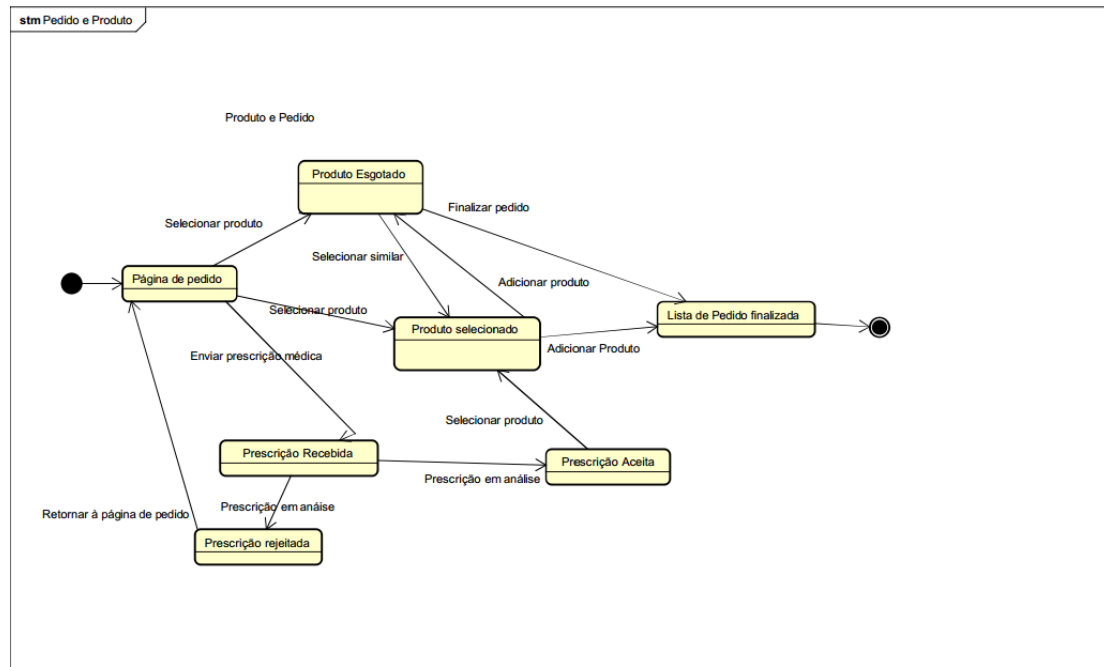 stm Pedido e Produto
Produto e Pedido
Produto Esgotado
Finalizar pedido
Selecionar produto
Selecionar similar
Página de pedido
Adicionar produto
Selecionar produto
Lista de Pedido finalizada
Produto selecionado
Adicionar Produto
Enviar prescrição médica
Selecionar produto
Prescrição Recebida
Prescrição Aceita
Prescrição em análise
Prescrição em anáise
Retornar à página de pedido
Prescrição rejeitada